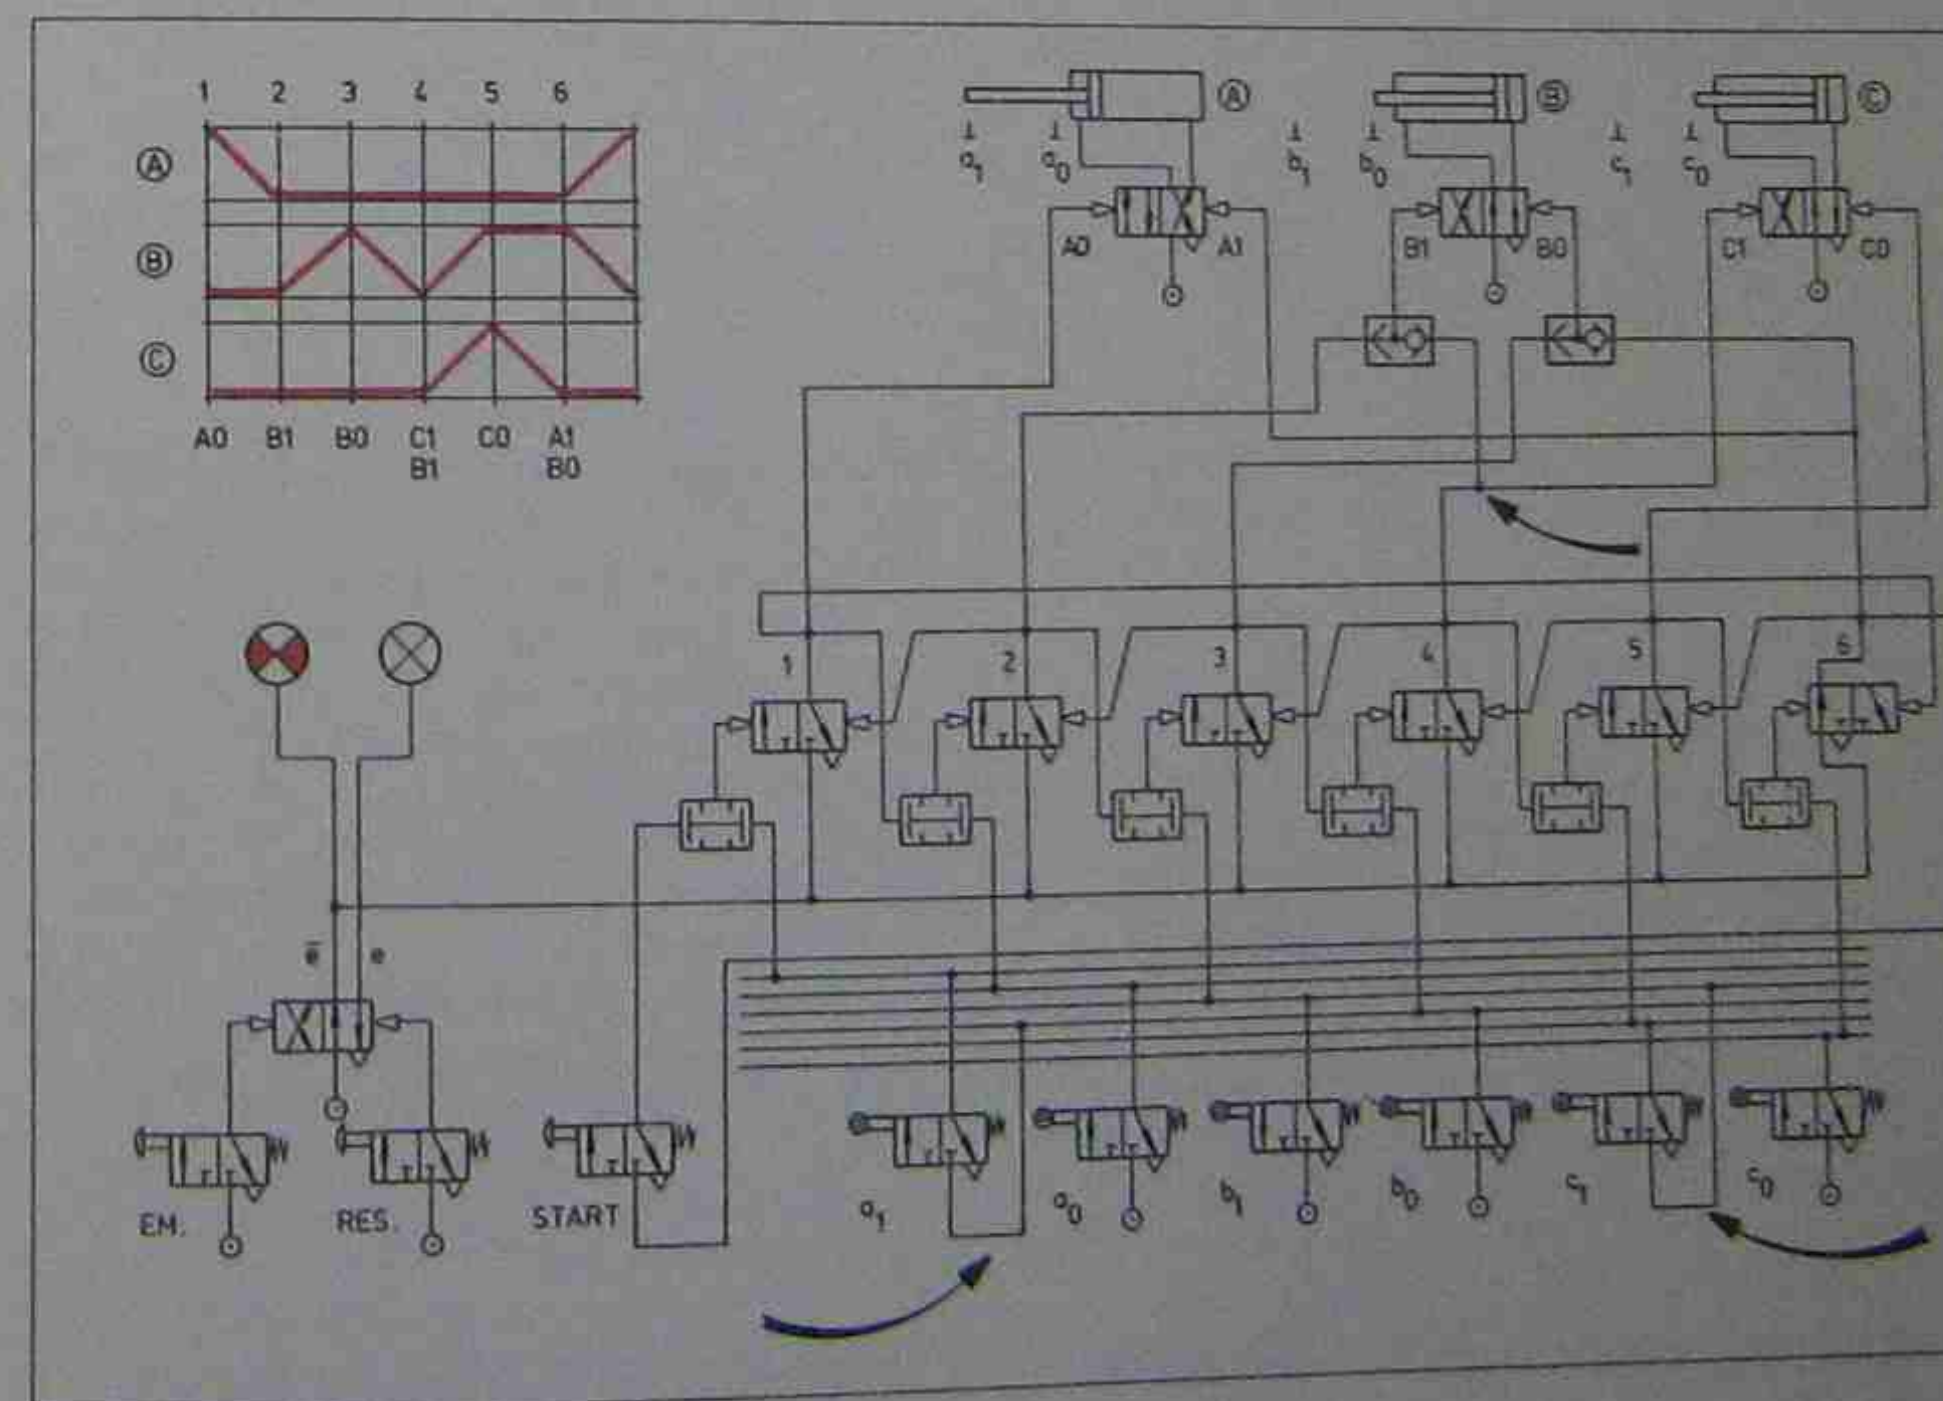 1 2 3 4 5 6
A
B
C
A0 B1 B0 C1 C0 A1
B1 B0
A B C
a1 a0 b1 b0 c1 c0
A0 A1 B1 B0 C1 C0
1 2 3 4 5 6
ē e
EM. RES. START a1 a0 b1 b0 c1 c0